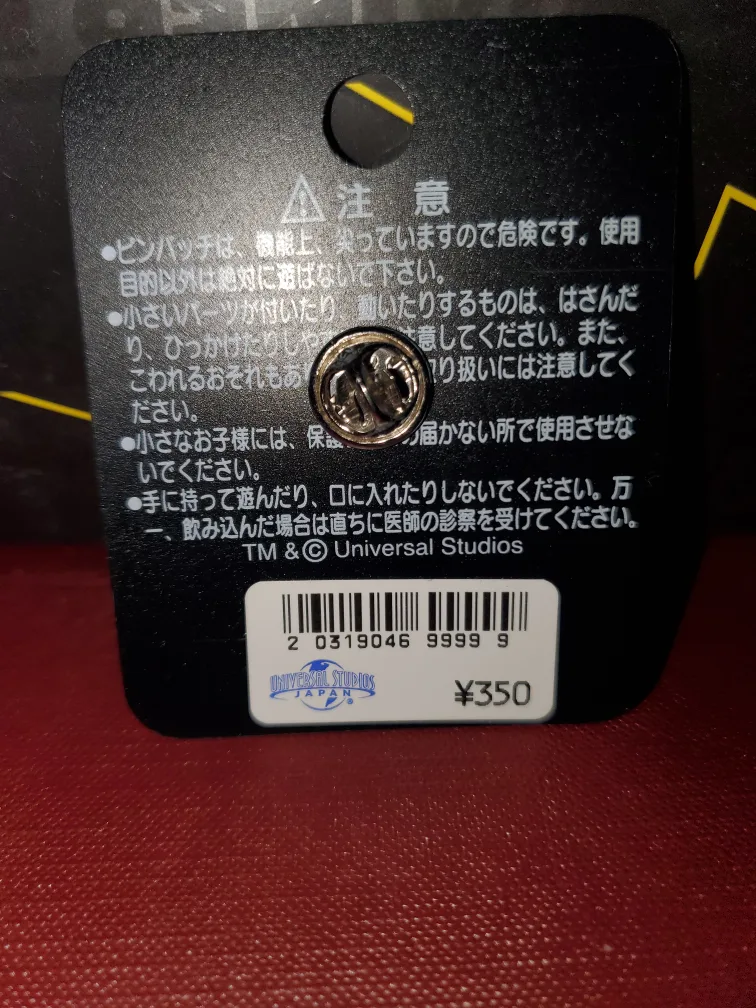 注 意
●ピンバッチは、機能上、尖っていますので危険です。使用
目的以外は絶対に遊ばないで下さい。
●小さいパーツが付いたり、動いたりするものは、はさんだ
り、ひっかけたりしや 注意してください。また、
こわれるおそれもあり 取り扱いには注意してく
ださい。
●小さなお子様には、保護 の届かない所で使用させな
いでください。
●手に持って遊んだり、口に入れたりしないでください。万
一、飲み込んだ場合は直ちに医師の診察を受けてください。
TM & © Universal Studios
2 0319046 9999 9
UNIVERSAL STUDIOS
JAPAN ®
¥350